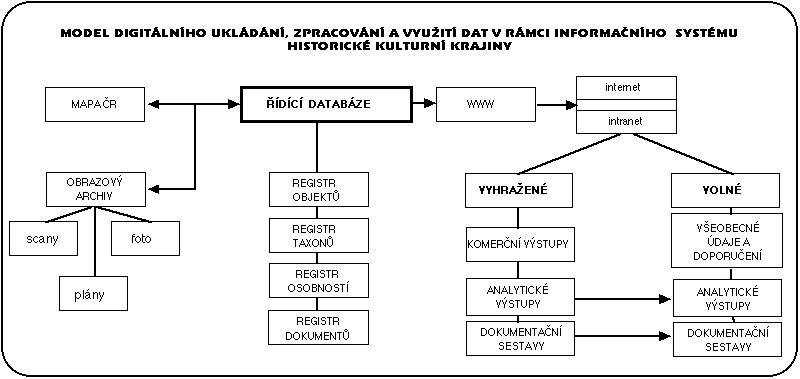 MODEL DIGITÁLNÍHO UKLÁDÁNÍ, ZPRACOVÁNÍ A VYUŽITÍ DAT V RÁMCI INFORMAČNÍHO SYSTÉMU
HISTORICKÉ KULTURNÍ KRAJINY
MAPAČR
ŘÍDÍCÍ DATABÁZE
WWW
internet
intranet
OBRAZOVÝ
ARCHIV
scany
foto
plány
REGISTR
OBJEKTŮ
REGISTR
TAXONŮ
REGISTR
OSOBNOSTÍ
REGISTR
DOKUMENTŮ
VYHRAŽENÉ
KOMERČNÍ VÝSTUPY
ANALYTICKÉ
VÝSTUPY
DOKUMENTAČNÍ
SESTAVY
VOLNÉ
VŠEOBECNÉ
ÚDAJE A
DOPORUČENÍ
ANALYTICKÉ
VÝSTUPY
DOKUMENTAČNÍ
SESTAVY